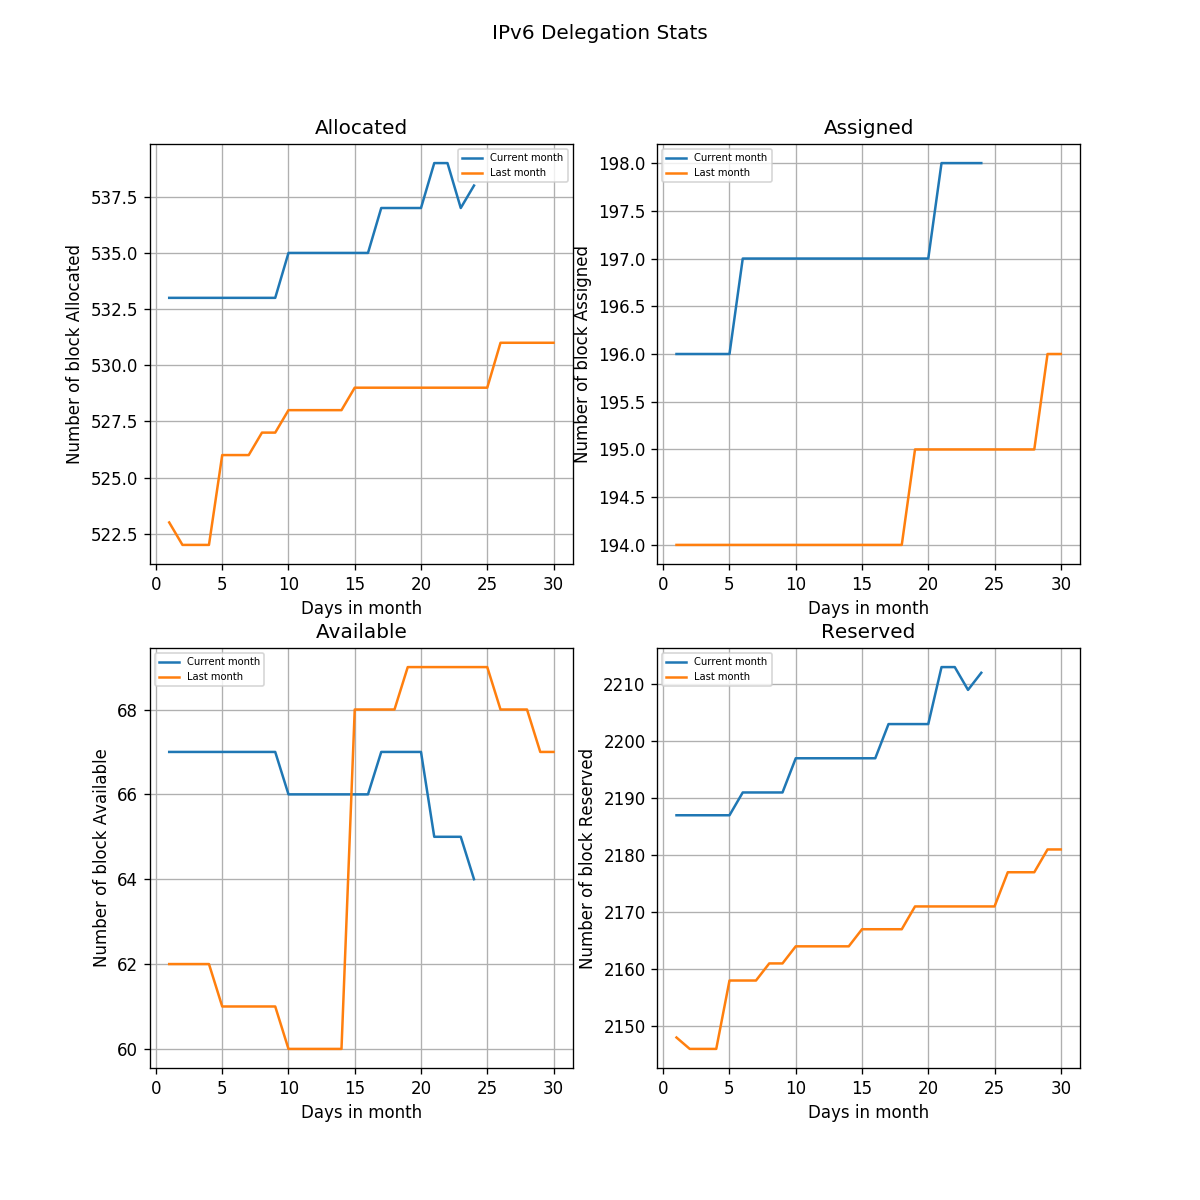 IPv6 Delegation Stats
Allocated
Current month
Last month
Number of block Allocated
537.5
535.0
532.5
530.0
527.5
525.0
522.5
0 5 10 15 20 25 30
Days in month
Assigned
Current month
Last month
Number of block Assigned
198.0
197.5
197.0
196.5
196.0
195.5
195.0
194.5
194.0
0 5 10 15 20 25 30
Days in month
Available
Current month
Last month
Number of block Available
68
66
64
62
60
0 5 10 15 20 25 30
Days in month
Reserved
Current month
Last month
Number of block Reserved
2210
2200
2190
2180
2170
2160
2150
0 5 10 15 20 25 30
Days in month